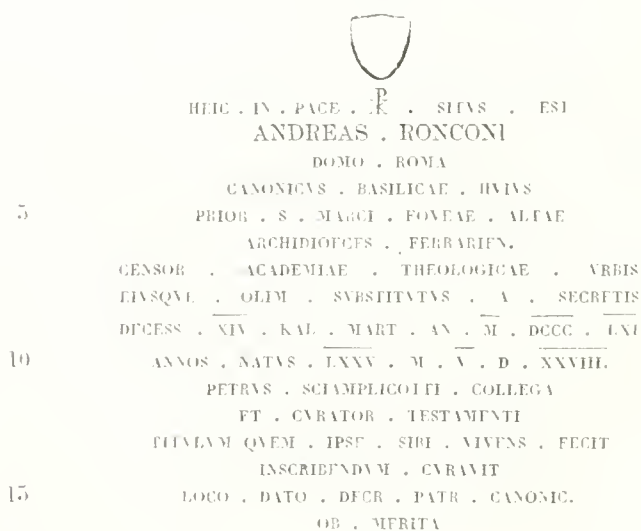 HEIC . IN . PACE . ☧ . SITVS . EST
ANDREAS . RONCONI
DOMO . ROMA
CANONICVS . BASILICAE . HVIVS
5 PRIOR . S . MARCI . FOVEAE . ALTAE
ARCHIDIOECES . FERRARIEN.
CENSOR . ACADEMIAE . THEOLOGICAE . VRBIS
EIVSQVE . OLIM . SVBSTITVTVS . A . SECRETIS
DECESS . XIV . KAL . MART . AN . M . DCCC . LXI
10 ANNOS . NATVS . LXXV . M . V . D . XXVIII.
PETRVS . SCIAMPLICOTTI . COLLEGA
ET . CVRATOR . TESTAMENTI
TITVLVM QVEM . IPSE . SIBI . VIVENS . FECIT
INSCRIBENDVM . CVRAVIT
15 LOCO . DATO . DECR . PATR . CANONIC.
OB . MERITA